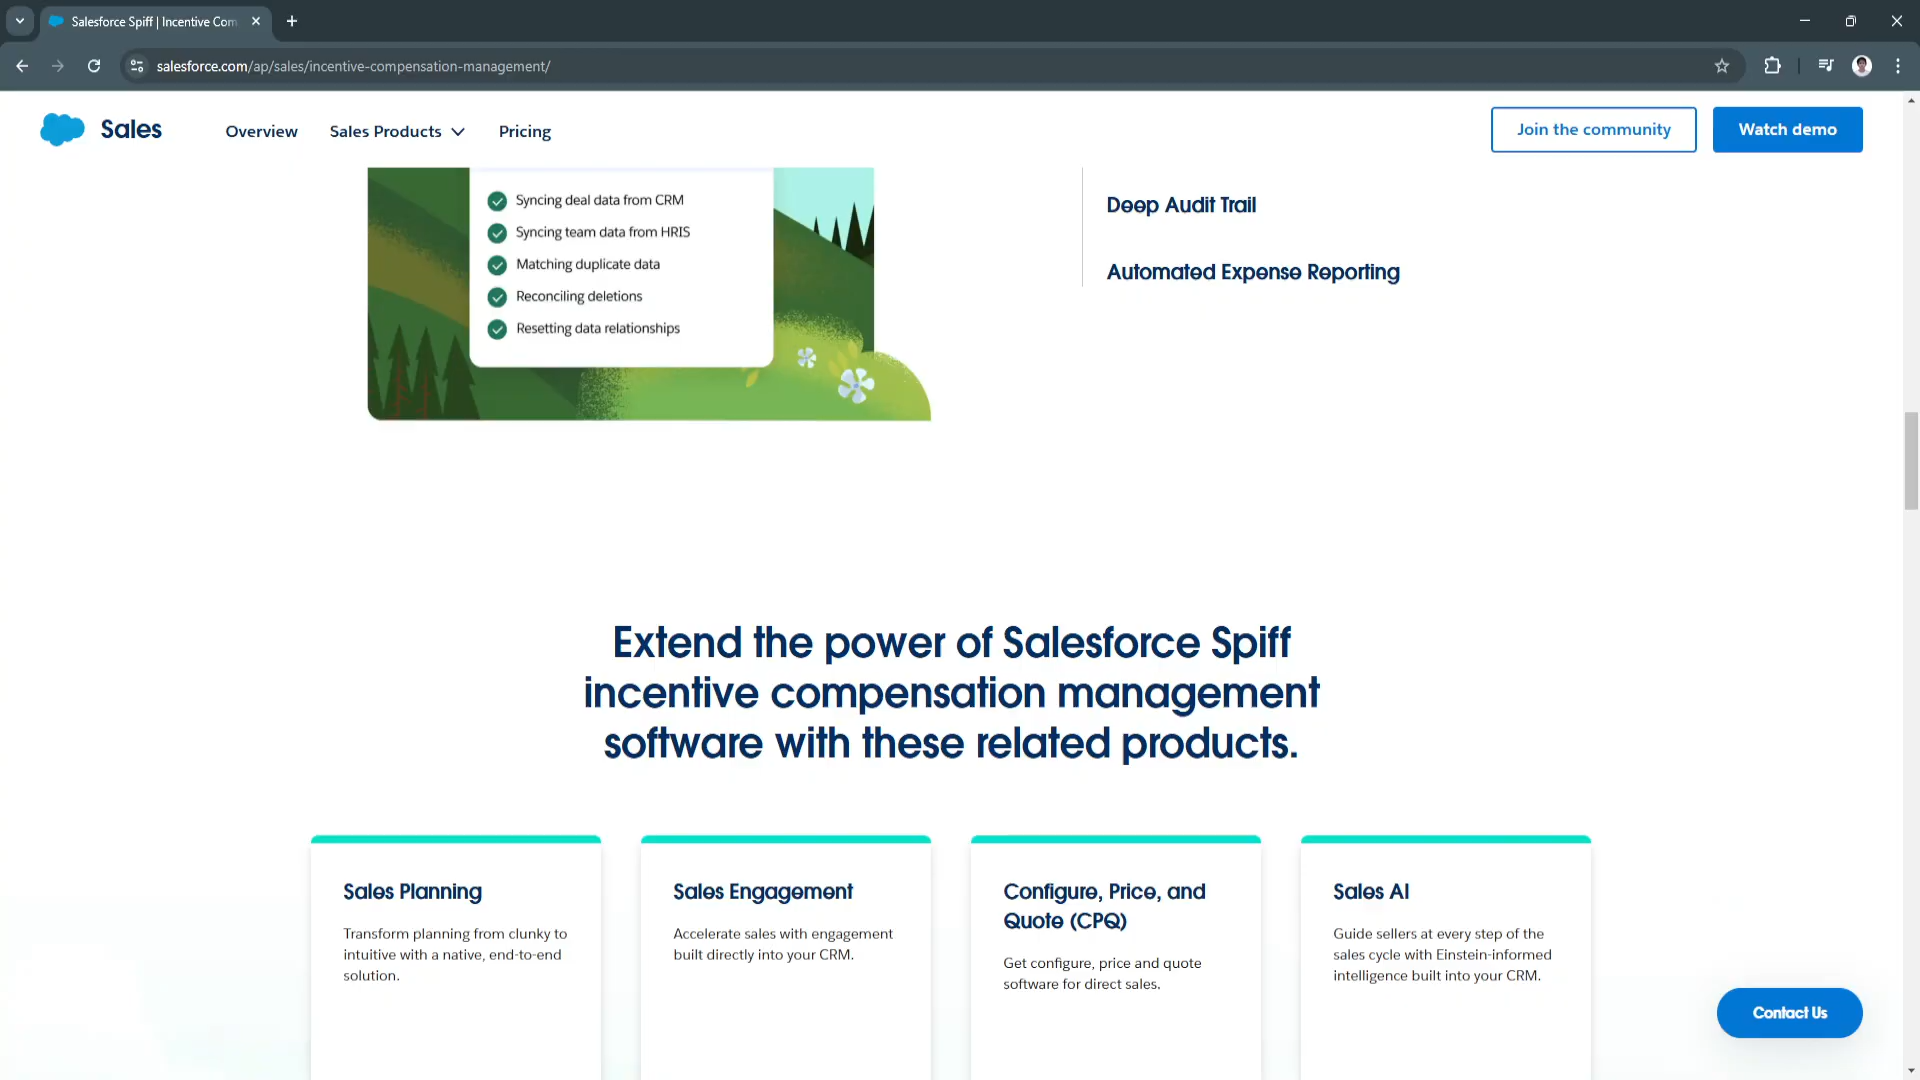 Salesforce Spiff | Incentive Com
salesforce.com/ap/sales/incentive-compensation-management/
Sales
Overview
Sales Products
Pricing
Join the community
Watch demo
Syncing deal data from CRM
Syncing team data from HRIS
Matching duplicate data
Reconciling deletions
Resetting data relationships
Deep Audit Trail
Automated Expense Reporting
Extend the power of Salesforce Spiff
incentive compensation management
software with these related products.
Sales Planning
Transform planning from clunky to
intuitive with a native, end-to-end
solution.
Sales Engagement
Accelerate sales with engagement
built directly into your CRM.
Configure, Price, and
Quote (CPQ)
Get configure, price and quote
software for direct sales.
Sales AI
Guide sellers at every step of the
sales cycle with Einstein-informed
intelligence built into your CRM.
Contact Us